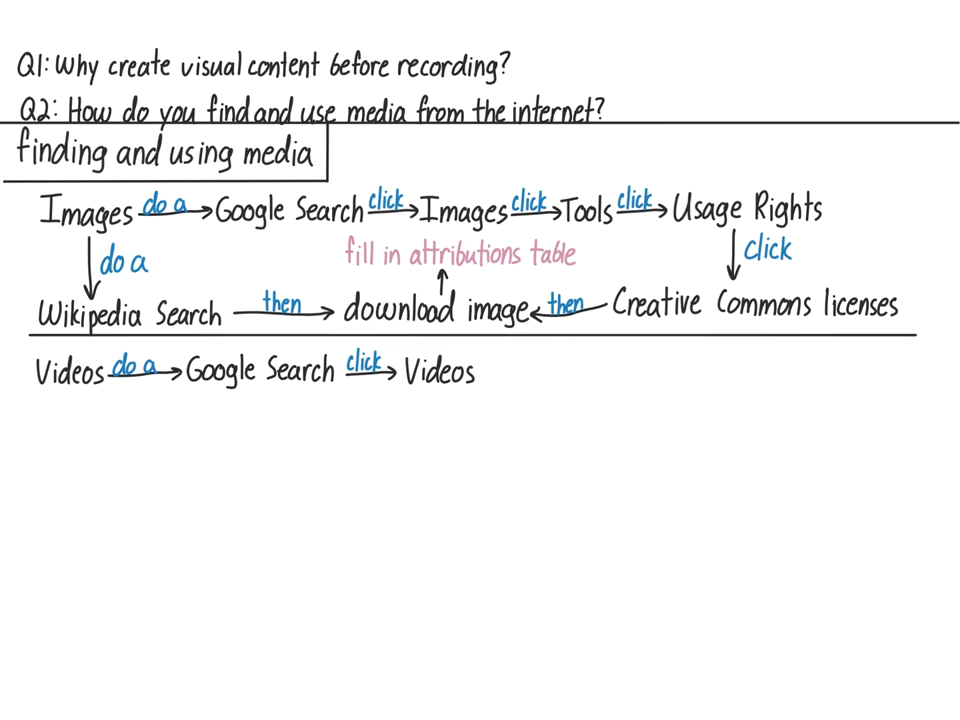 Q1: Why create visual content before recording?
Q2: How do you find and use media from the internet?
finding and using media
Images do a Google Search click Images click Tools click Usage Rights
do a fill in attributions table click
Wikipedia Search then download image then Creative Commons licenses
Videos do a Google Search click Videos